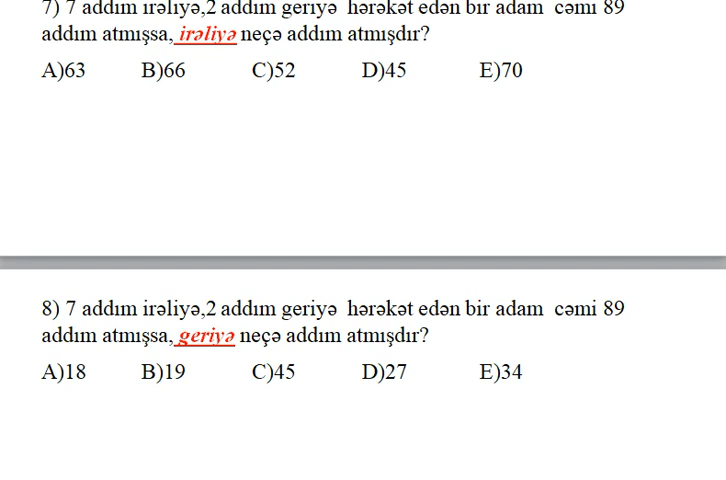 7) 7 addım irəliyə,2 addım geriyə hərəkət edən bir adam cəmi 89
addım atmışsa, irəliyə neçə addım atmışdır?
A)63 B)66 C)52 D)45 E)70
8) 7 addım irəliyə,2 addım geriyə hərəkət edən bir adam cəmi 89
addım atmışsa, geriyə neçə addım atmışdır?
A)18 B)19 C)45 D)27 E)34